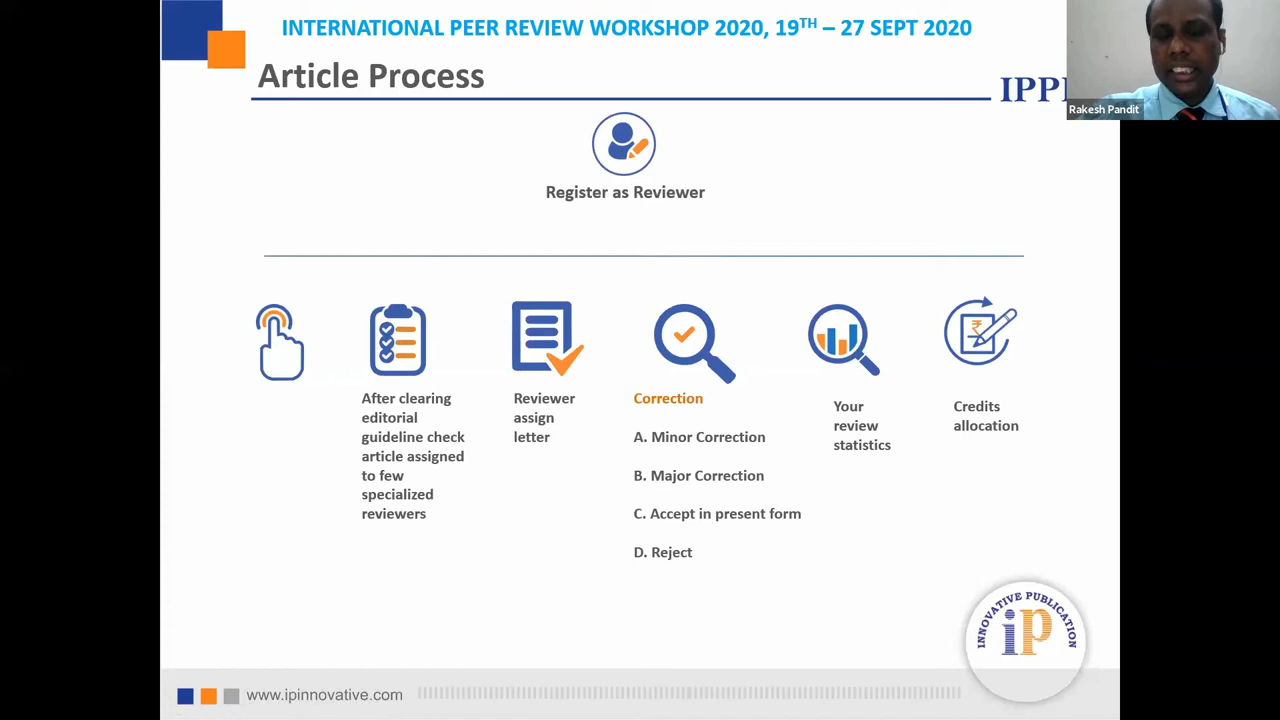 INTERNATIONAL PEER REVIEW WORKSHOP 2020, 19TH – 27 SEPT 2020
Article Process
Rakesh Pandit
Register as Reviewer
After clearing
editorial
guideline check
article assigned
to few
specialized
reviewers
Reviewer
assign
letter
Correction
A. Minor Correction
B. Major Correction
C. Accept in present form
D. Reject
Your
review
statistics
₹
Credits
allocation
INNOVATIVE PUBLICATION
iP
www.ipinnovative.com